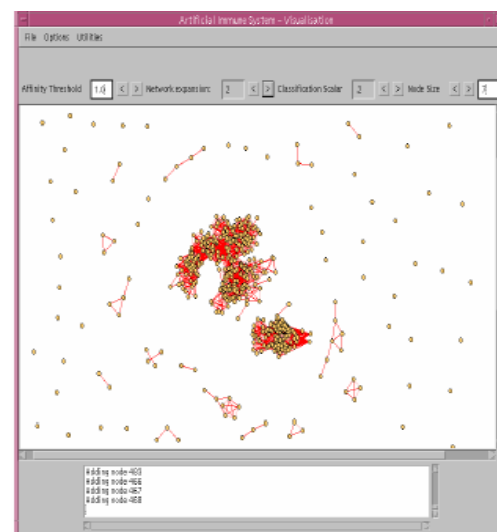 Artificial Immune System - Visualisation
File Options Utilities
Affinity Threshold 1.0 < > Network expansion: 2 < > Classification Scalar 2 < > Node Size < > 7
Adding node 465
Adding node 466
Adding node 467
Adding node 468